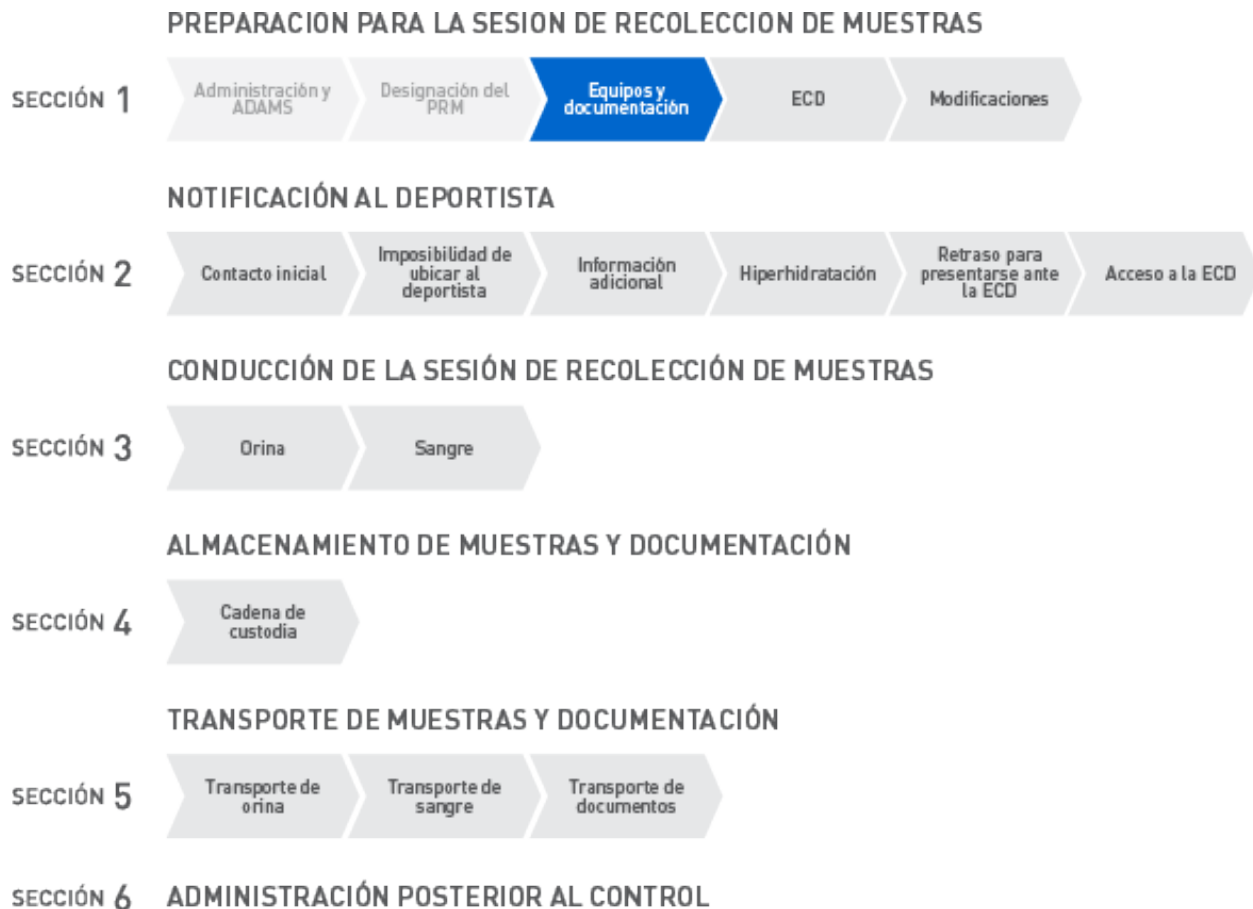 PREPARACIÓN PARA LA SESIÓN DE RECOLECCIÓN DE MUESTRAS
SECCIÓN 1
Administración y
ADAMS
Designación del
PRM
Equipos y
documentación
ECD
Modificaciones
NOTIFICACIÓN AL DEPORTISTA
SECCIÓN 2
Contacto inicial
Imposibilidad de
ubicar al
deportista
Información
adicional
Hiperhidratación
Retraso para
presentarse ante
la ECD
Acceso a la ECD
CONDUCCIÓN DE LA SESIÓN DE RECOLECCIÓN DE MUESTRAS
SECCIÓN 3
Orina
Sangre
ALMACENAMIENTO DE MUESTRAS Y DOCUMENTACIÓN
SECCIÓN 4
Cadena de
custodia
TRANSPORTE DE MUESTRAS Y DOCUMENTACIÓN
SECCIÓN 5
Transporte de
orina
Transporte de
sangre
Transporte de
documentos
SECCIÓN 6 ADMINISTRACIÓN POSTERIOR AL CONTROL